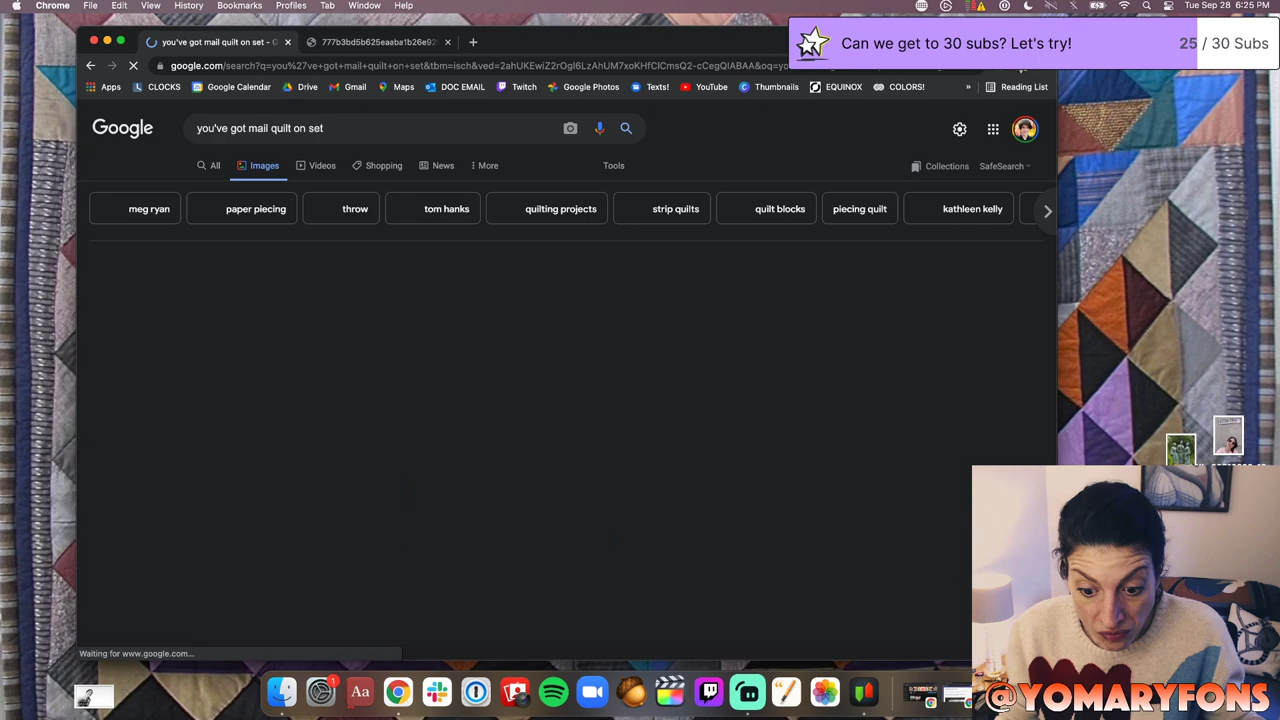 Chrome File Edit View History Bookmarks Profiles Tab Window Help Tue Sep 28 6:25 PM
you've got mail quilt on set - G 777b3bd5b625eaaba1b26e9
Can we get to 30 subs? Let's try! 25 / 30 Subs
Apps CLOCKS Google Calendar Drive Gmail Maps DOC EMAIL Twitch Google Photos Texts! YouTube Thumbnails EQUINOX COLORS! » Reading List
Google you've got mail quilt on set
All Images Videos Shopping News More Tools Collections SafeSearch
meg ryan paper piecing throw tom hanks quilting projects strip quilts quilt blocks piecing quilt kathleen kelly
Waiting for www.google.com...
1
Aa
@YOMARYFONS